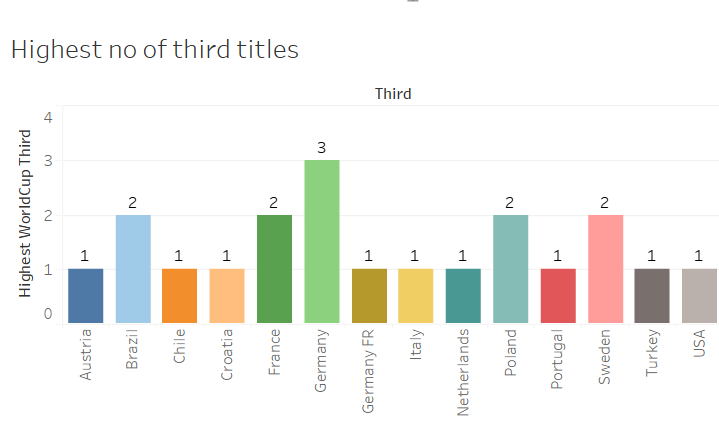 Highest no of third titles
Third
Highest WorldCup Third
4
3
2
1
0
1
2
1
1
2
3
1
1
1
2
1
2
1
1
Austria
Brazil
Chile
Croatia
France
Germany
Germany FR
Italy
Netherlands
Poland
Portugal
Sweden
Turkey
USA